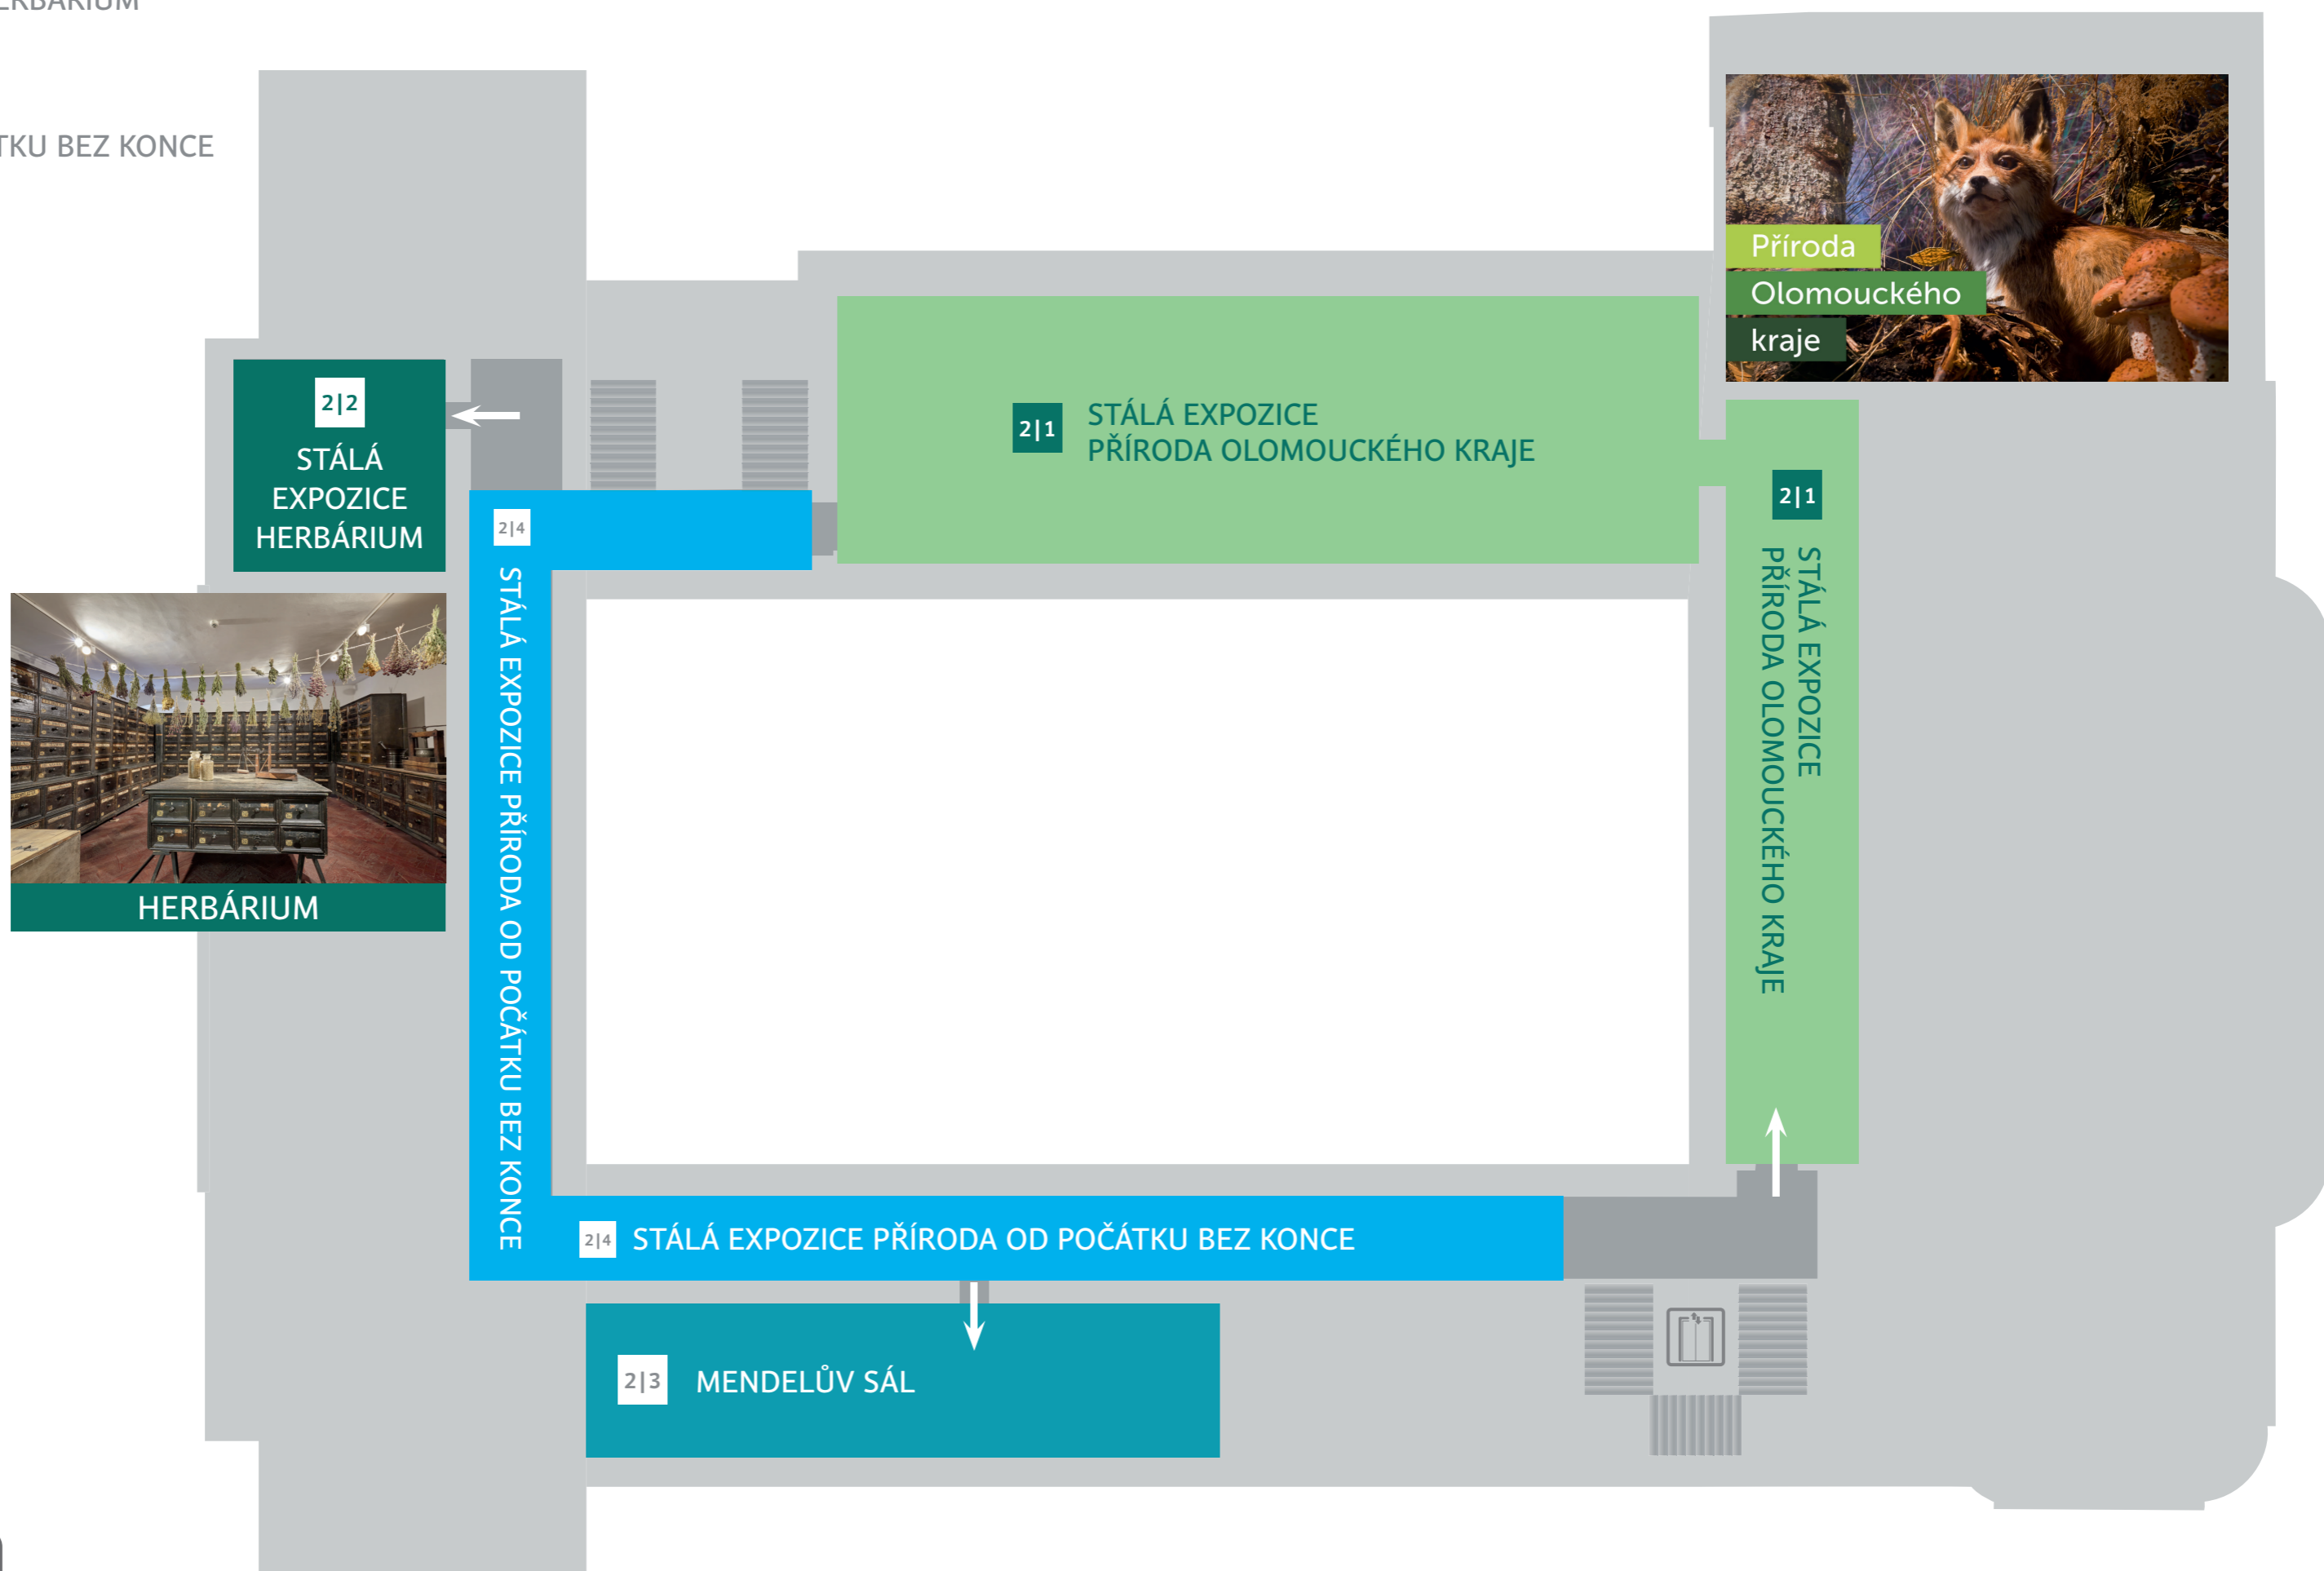 TKU BEZ KONCE
Příroda
Olomouckého
kraje
2|2
STÁLÁ
EXPOZICE
HERBÁRIUM
2|1
STÁLÁ EXPOZICE
PŘÍRODA OLOMOUCKÉHO KRAJE
2|1
STÁLÁ EXPOZICE
PŘÍRODA OLOMOUCKÉHO KRAJE
2|4
STÁLÁ EXPOZICE PŘÍRODA OD POČÁTKU BEZ KONCE
HERBÁRIUM
2|4
STÁLÁ EXPOZICE PŘÍRODA OD POČÁTKU BEZ KONCE
2|3
MENDELŮV SÁL